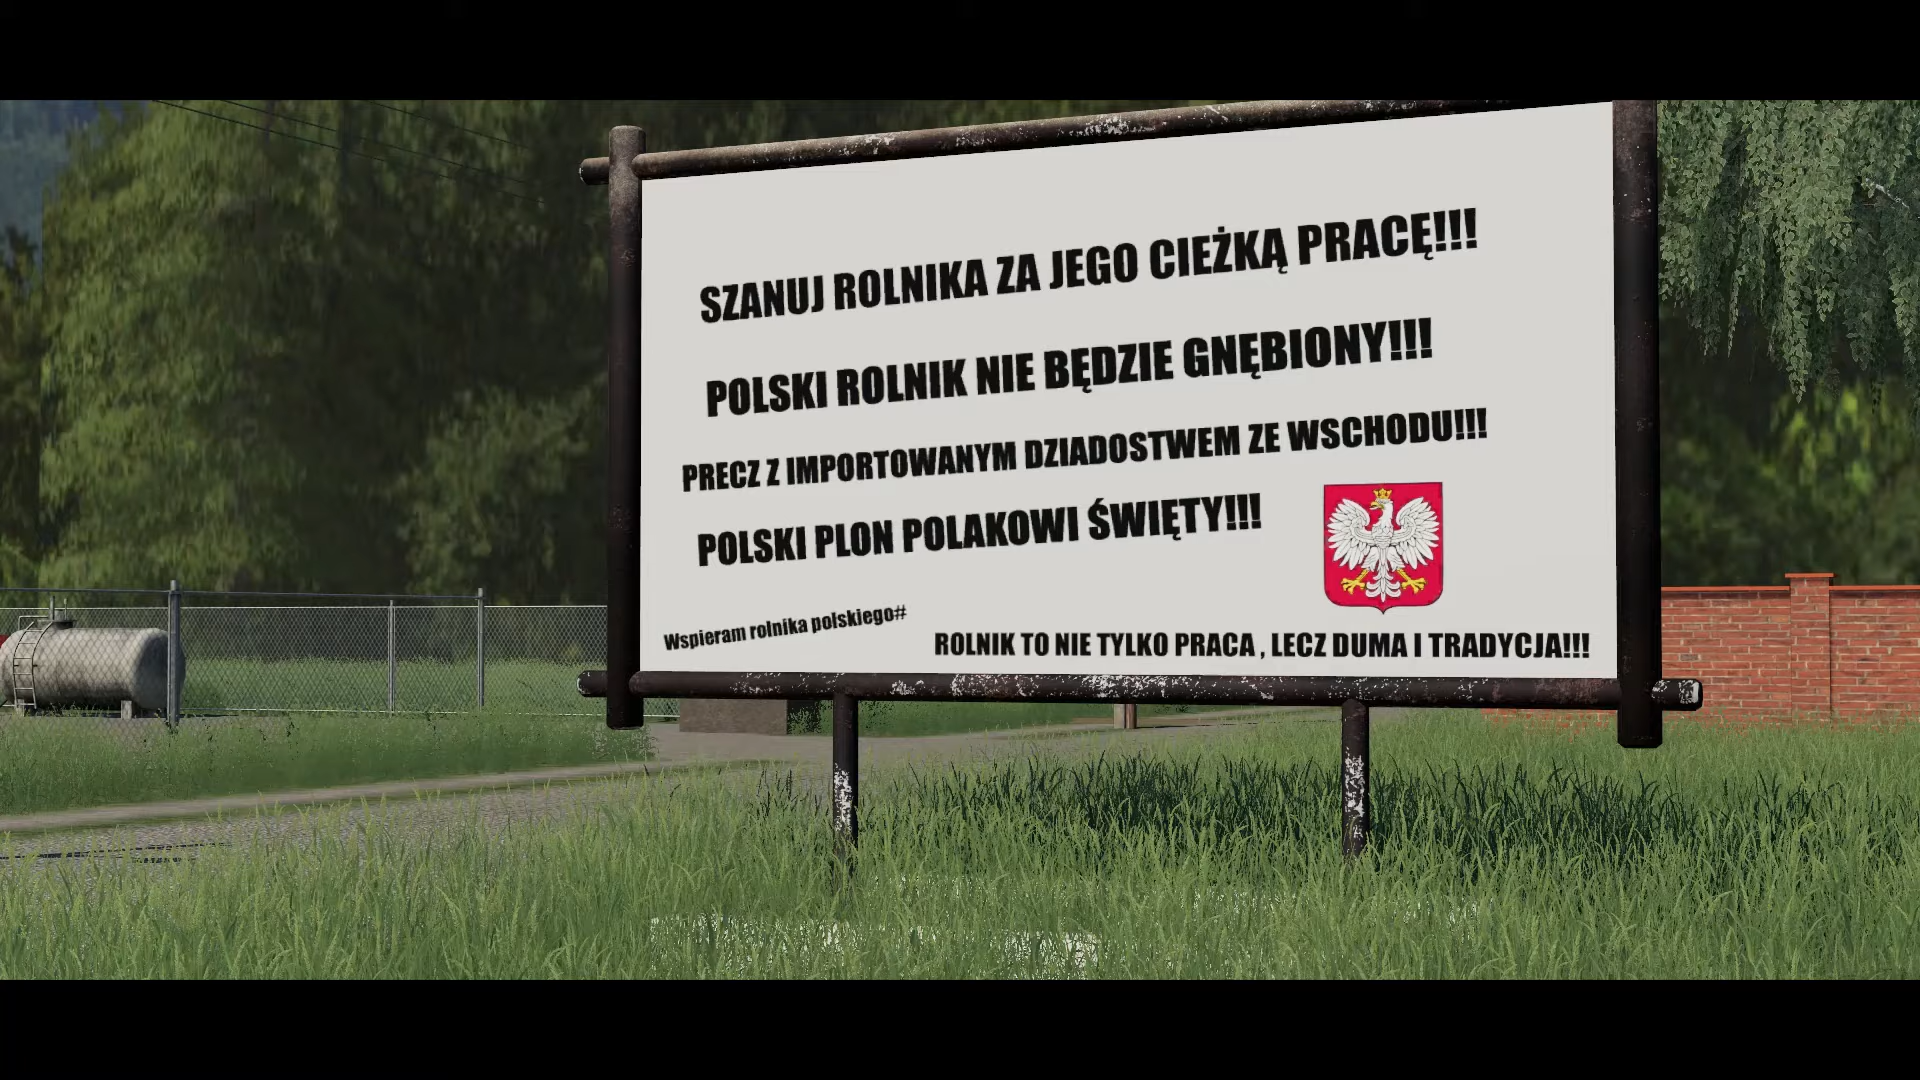 SZANUJ ROLNIKA ZA JEGO CIEŻKĄ PRACĘ!!!
POLSKI ROLNIK NIE BĘDZIE GNĘBIONY!!!
PRECZ Z IMPORTOWANYM DZIADOSTWEM ZE WSCHODU!!!
POLSKI PLON POLAKOWI ŚWIĘTY!!!
Wspieram rolnika polskiego#
ROLNIK TO NIE TYLKO PRACA , LECZ DUMA I TRADYCJA!!!